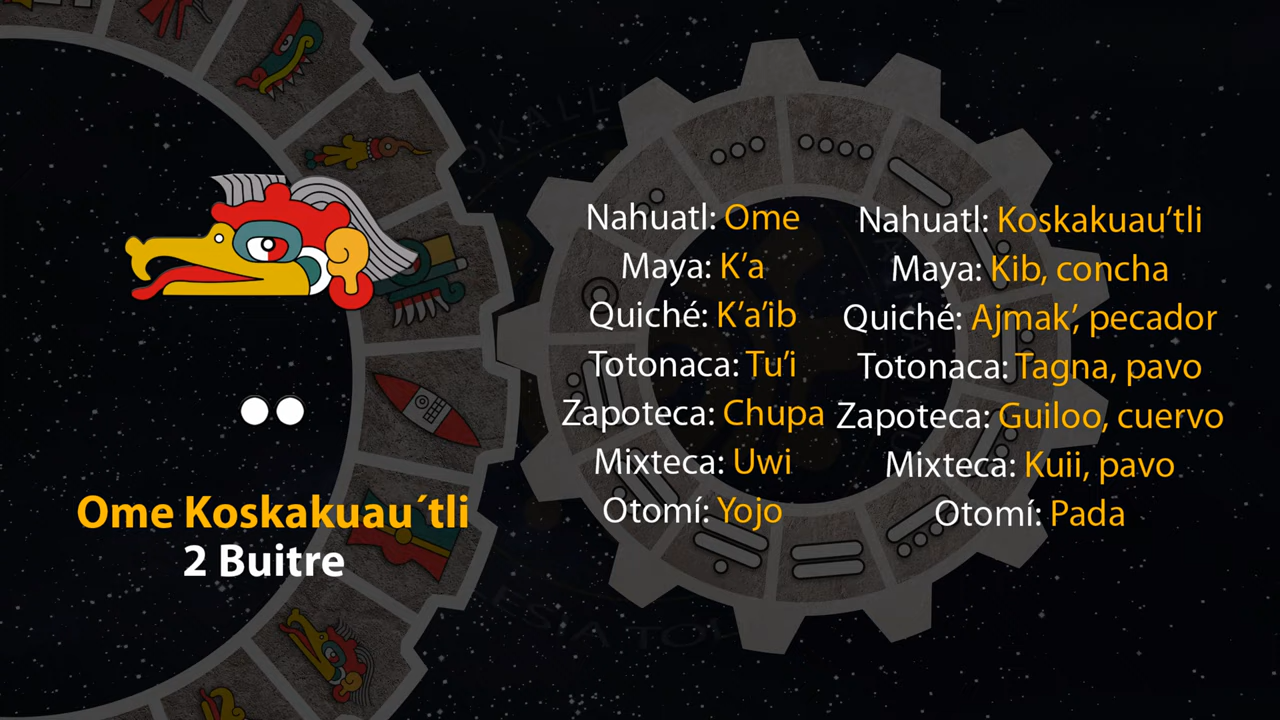 Ome Koskakuau´tli
2 Buitre
Nahuatl: Ome
Maya: K’a
Quiché: K’a’ib
Totonaca: Tu’i
Zapoteca: Chupa
Mixteca: Uwi
Otomí: Yojo
Nahuatl: Koskakuau’tli
Maya: Kib, concha
Quiché: Ajmak’, pecador
Totonaca: Tagna, pavo
Zapoteca: Guiloo, cuervo
Mixteca: Kuii, pavo
Otomí: Pada